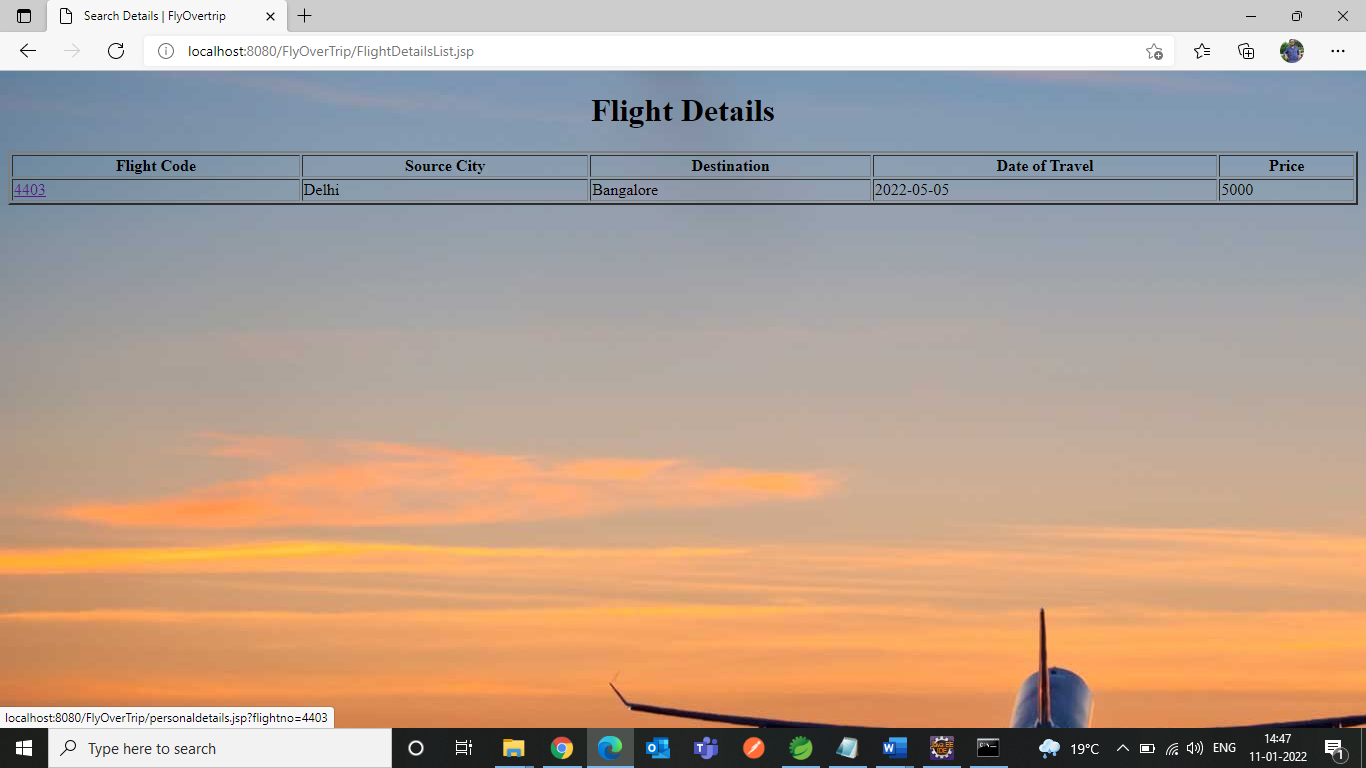 Search Details | FlyOvertrip
localhost:8080/FlyOverTrip/FlightDetailsList.jsp
Flight Details
Flight Code Source City Destination Date of Travel Price
4403 Delhi Bangalore 2022-05-05 5000
localhost:8080/FlyOverTrip/personaldetails.jsp?flightno=4403
Type here to search
19°C ENG 14:47
11-01-2022 1